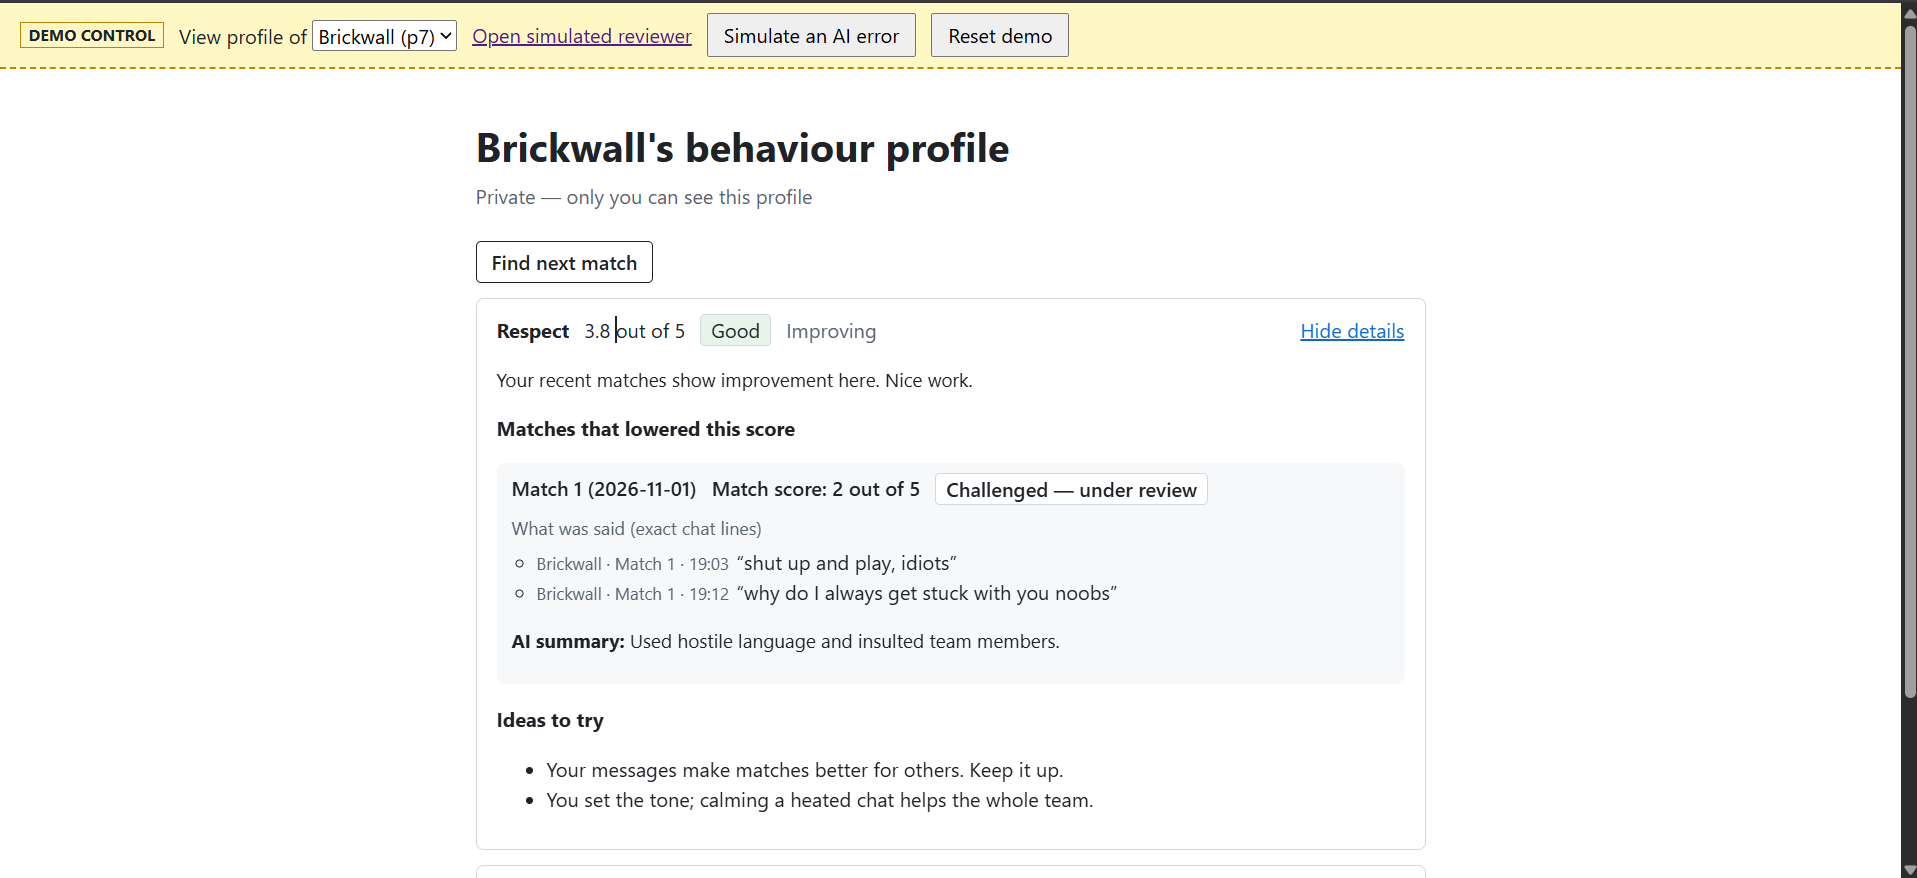 DEMO CONTROL View profile of Brickwall (p7) Open simulated reviewer Simulate an AI error Reset demo
Brickwall's behaviour profile
Private — only you can see this profile
Find next match
Respect 3.8 out of 5 Good Improving Hide details
Your recent matches show improvement here. Nice work.
Matches that lowered this score
Match 1 (2026-11-01) Match score: 2 out of 5 Challenged — under review
What was said (exact chat lines)
Brickwall · Match 1 · 19:03 “shut up and play, idiots”
Brickwall · Match 1 · 19:12 “why do I always get stuck with you noobs”
AI summary: Used hostile language and insulted team members.
Ideas to try
Your messages make matches better for others. Keep it up.
You set the tone; calming a heated chat helps the whole team.